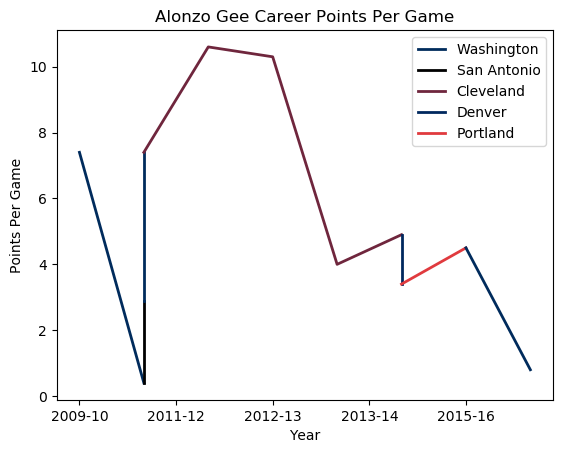 Alonzo Gee Career Points Per Game
Washington
San Antonio
Cleveland
Denver
Portland
10
8
6
4
2
0
Points Per Game
2009-10 2011-12 2012-13 2013-14 2015-16
Year